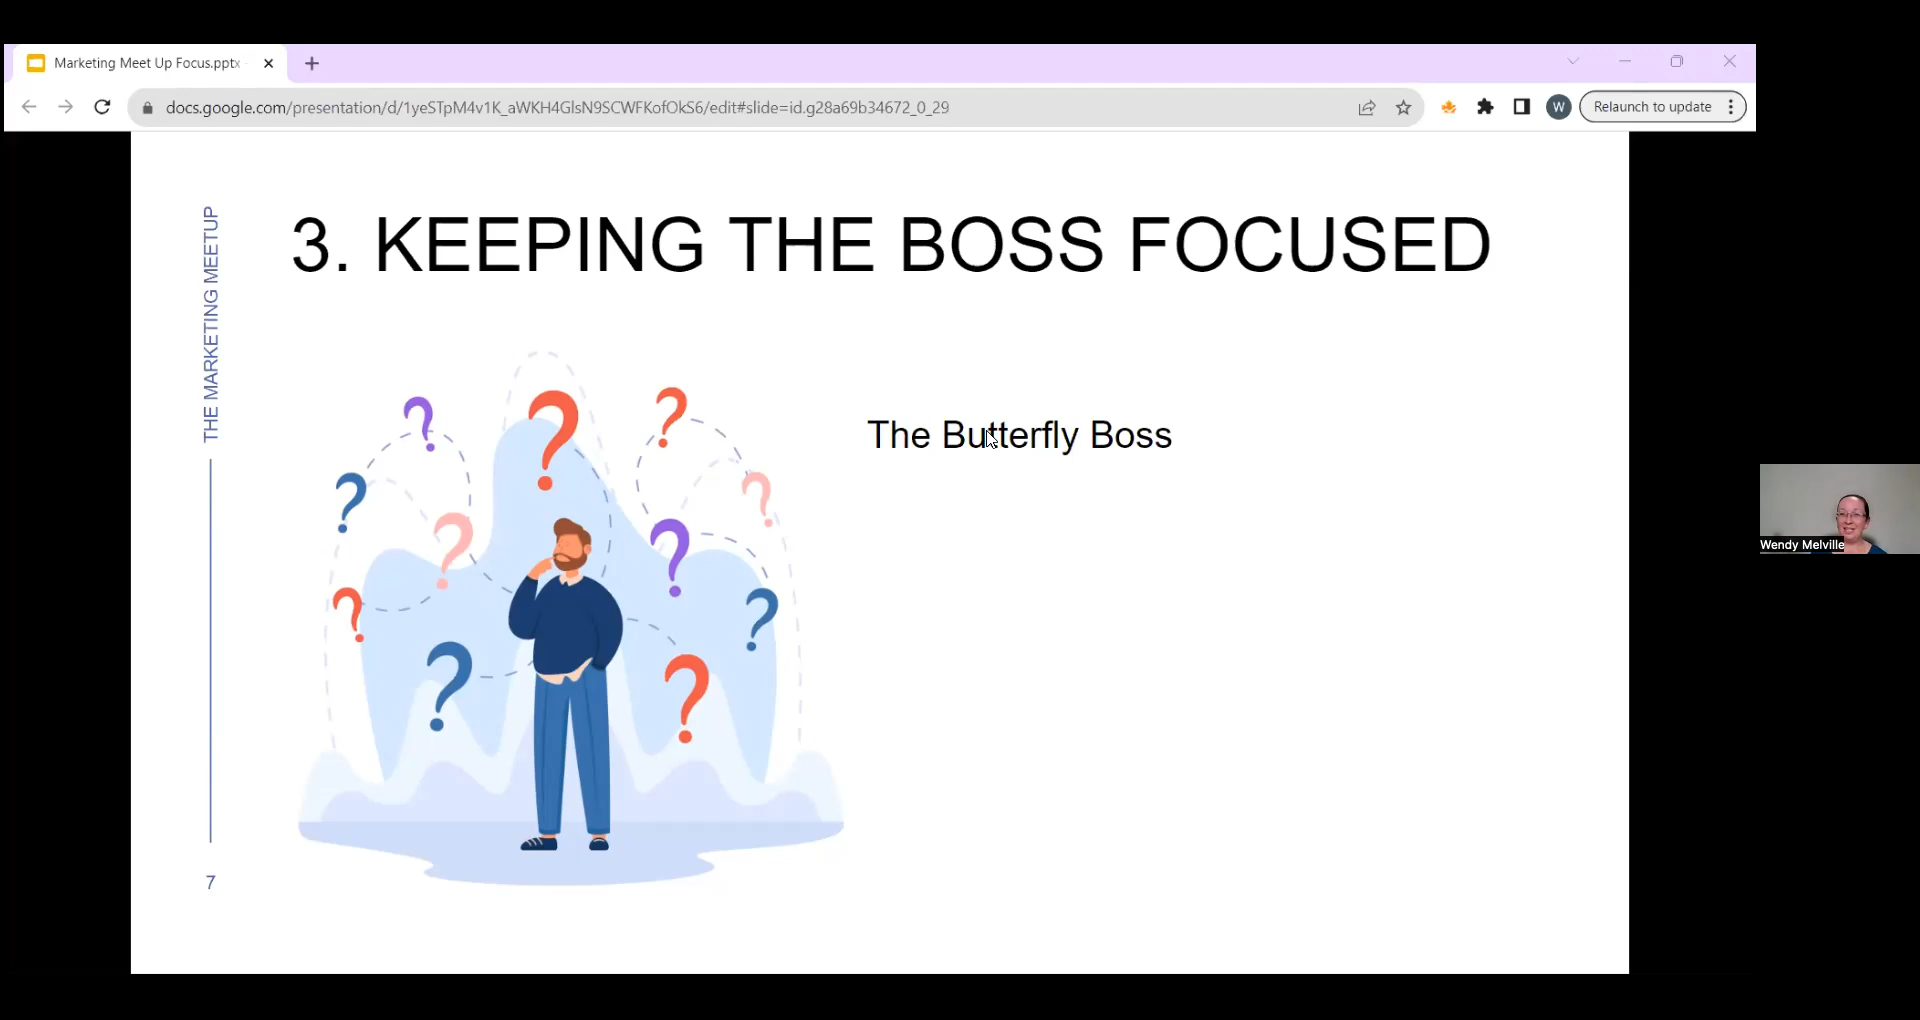 Marketing Meet Up Focus.pptx
docs.google.com/presentation/d/1yeSTpM4v1K_aWKH4GlsN9SCWFKofOkS6/edit#slide=id.g28a69b34672_0_29
W
Relaunch to update
THE MARKETING MEETUP
3. KEEPING THE BOSS FOCUSED
? ? ? ? ? ? ? ? ? ? ?
The Butterfly Boss
7
Wendy Melville